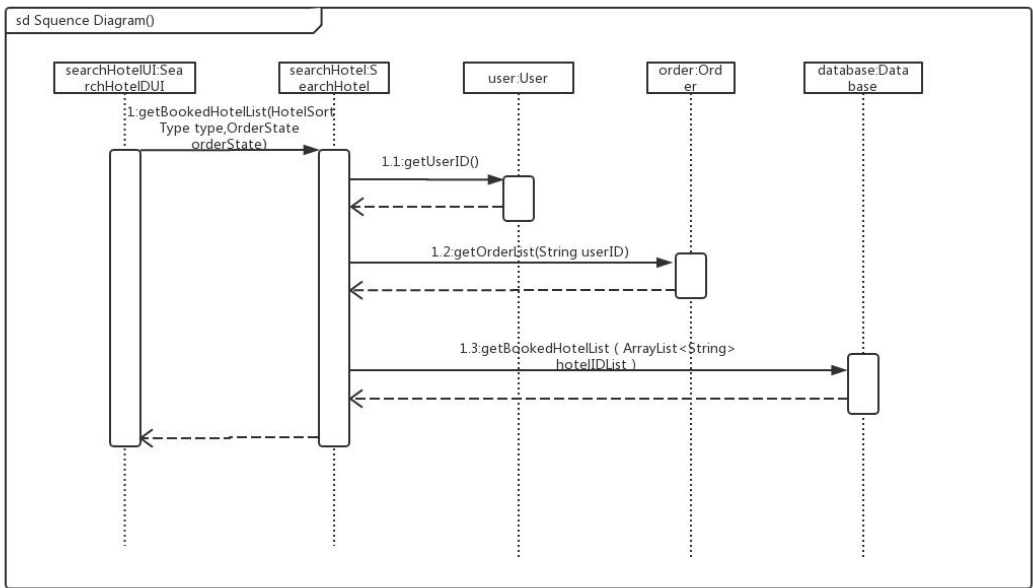 sd Squence Diagram()
searchHotelUI:Sea
rchHotelDUI
searchHotel:S
earchHotel
user:User
order:Ord
er
database:Data
base
1:getBookedHotelList(HotelSort
Type type,OrderState
orderState)
1.1:getUserID()
1.2:getOrderList(String userID)
1.3:getBookedHotelList ( ArrayList<String>
hotelIDList )